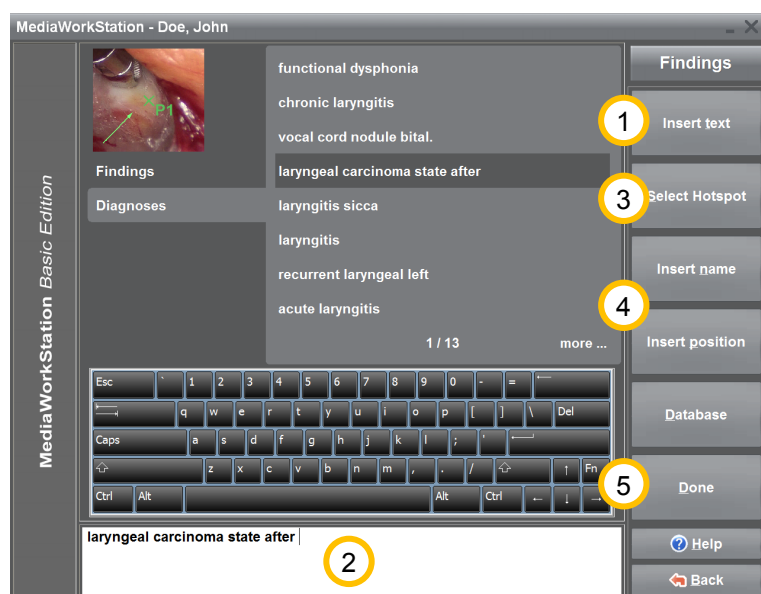 MediaWorkStation - Doe, John
MediaWorkStation Basic Edition
P1
Findings
Diagnoses
functional dysphonia
chronic laryngitis
vocal cord nodule bital.
laryngeal carcinoma state after
laryngitis sicca
laryngitis
recurrent laryngeal left
acute laryngitis
1 / 13 more ...
Esc ` 1 2 3 4 5 6 7 8 9 0 - =
q w e r t y u i o p [ ] \ Del
Caps a s d f g h j k l ; '
z x c v b n m , . / ↑ Fn
Ctrl Alt Alt Ctrl ← ↓ →
laryngeal carcinoma state after
2
Findings
1 Insert text
3 Select Hotspot
Insert name
4
Insert position
Database
5 Done
Help
Back